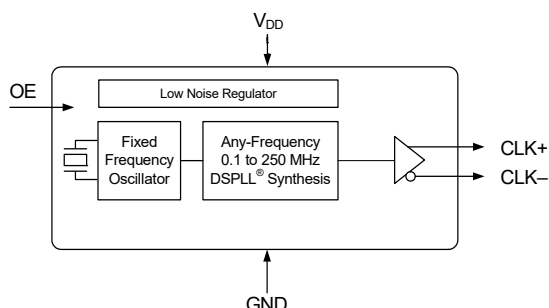 V_DD
OE
Low Noise Regulator
Fixed
Frequency
Oscillator
Any-Frequency
0.1 to 250 MHz
DSPLL® Synthesis
CLK+
CLK–
GND